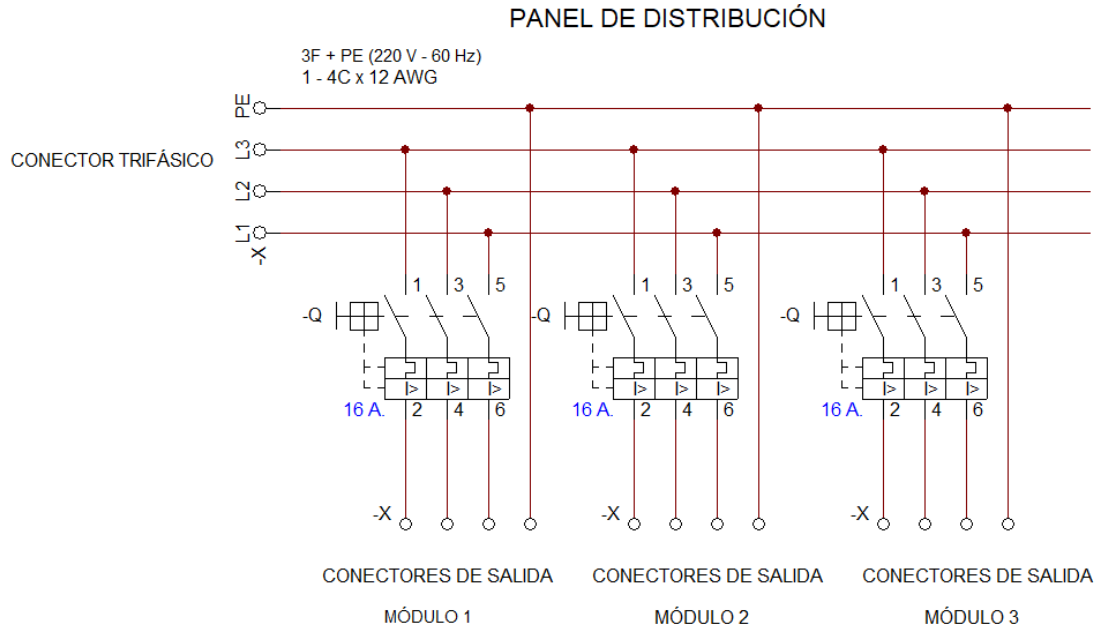 PANEL DE DISTRIBUCIÓN
3F + PE (220 V - 60 Hz)
1 - 4C x 12 AWG
PE
CONECTOR TRIFÁSICO
L3
L2
L1
-X
1 3 5 1 3 5 1 3 5
-Q -Q -Q
I> I> I> I> I> I> I> I> I>
16 A. 2 4 6 16 A. 2 4 6 16 A. 2 4 6
-X -X -X
CONECTORES DE SALIDA CONECTORES DE SALIDA CONECTORES DE SALIDA
MÓDULO 1 MÓDULO 2 MÓDULO 3